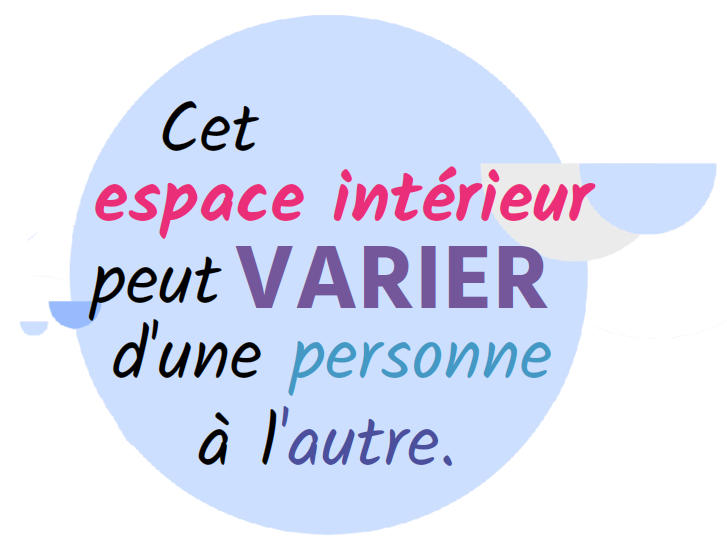 Cet
espace intérieur
peut VARIER
d'une personne
à l'autre.